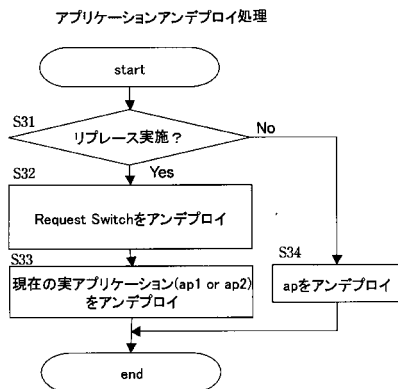 アプリケーションアンデプロイ処理
start
S31
リプレース実施？
No
Yes
S32
Request Switchをアンデプロイ
S33
現在の実アプリケーション(ap1 or ap2)
をアンデプロイ
S34
apをアンデプロイ
end